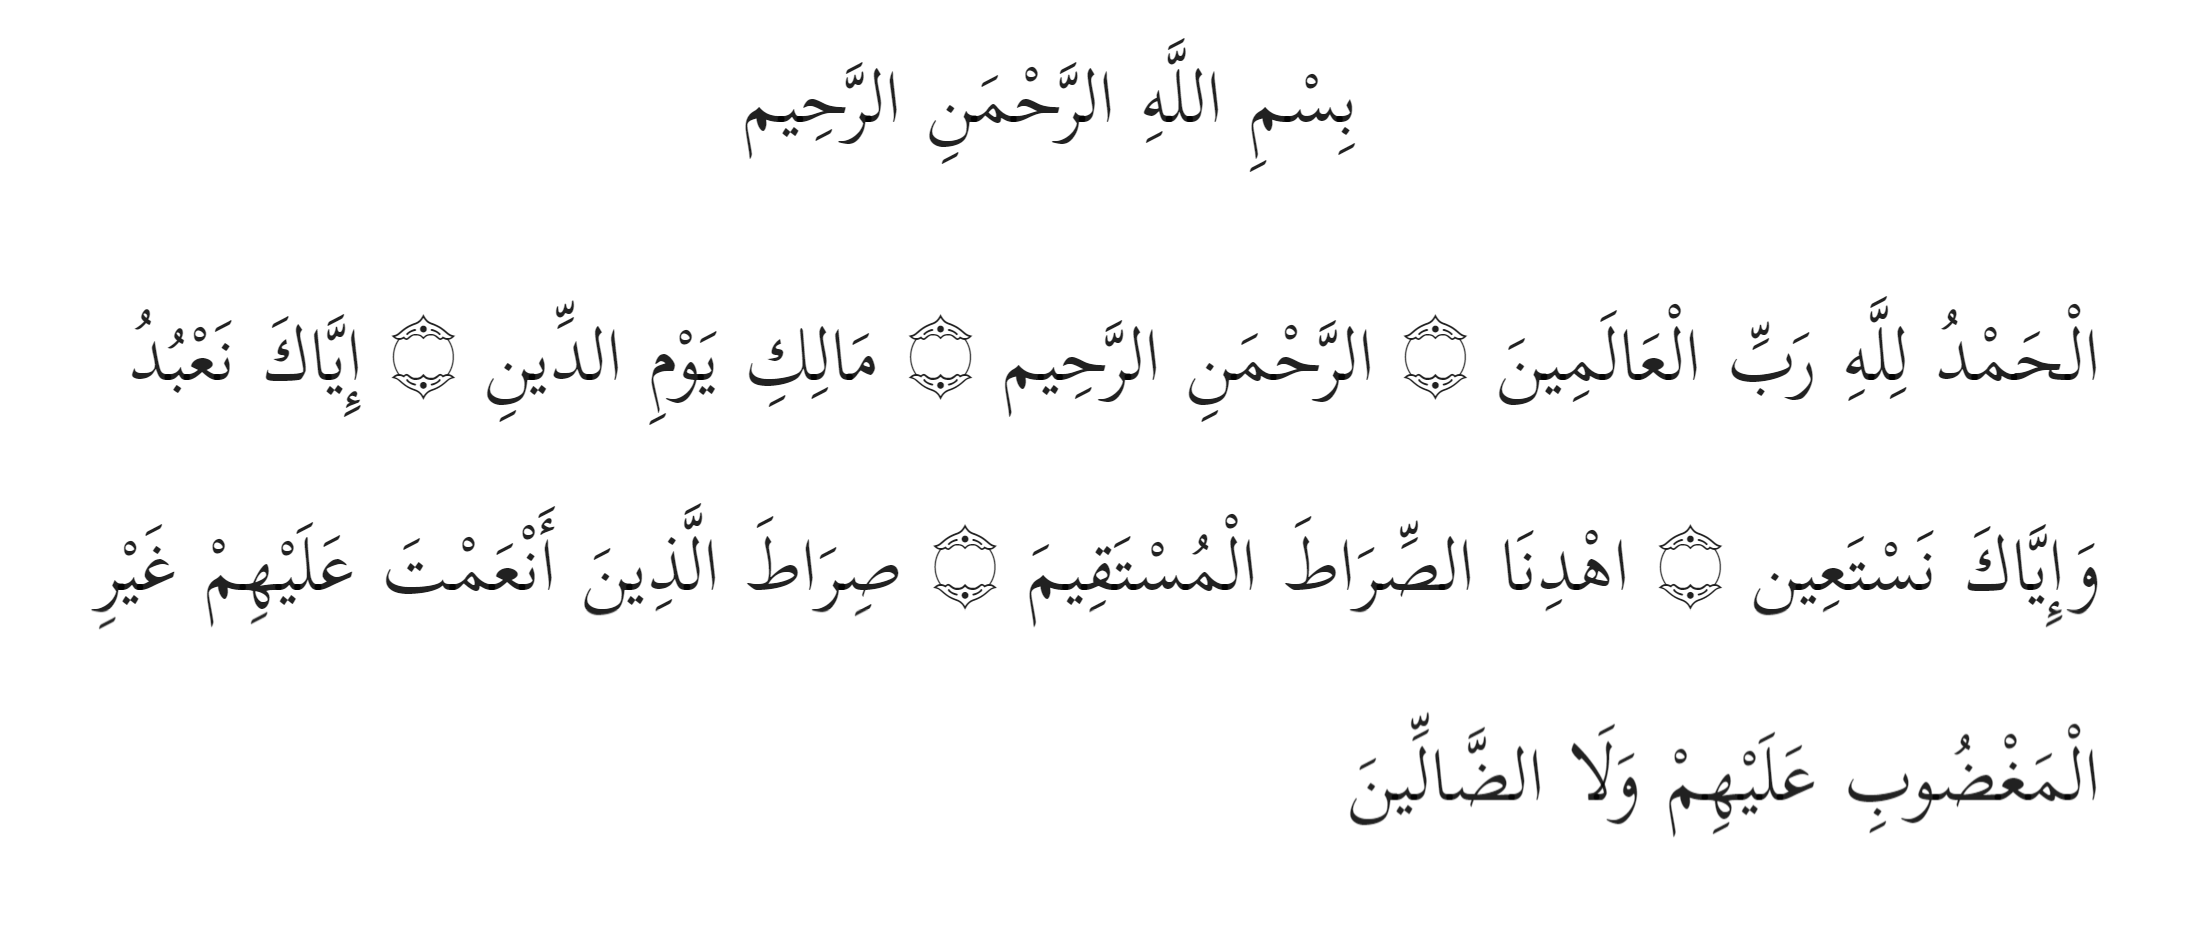 بِسْمِ اللَّهِ الرَّحْمَنِ الرَّحِيم
الْحَمْدُ لِلَّهِ رَبِّ الْعَالَمِينَ ۝ الرَّحْمَنِ الرَّحِيم ۝ مَالِكِ يَوْمِ الدِّينِ ۝ إِيَّاكَ نَعْبُدُ
وَإِيَّاكَ نَسْتَعِين ۝ اهْدِنَا الصِّرَاطَ الْمُسْتَقِيمَ ۝ صِرَاطَ الَّذِينَ أَنْعَمْتَ عَلَيْهِمْ غَيْرِ
الْمَغْضُوبِ عَلَيْهِمْ وَلَا الضَّالِّينَ